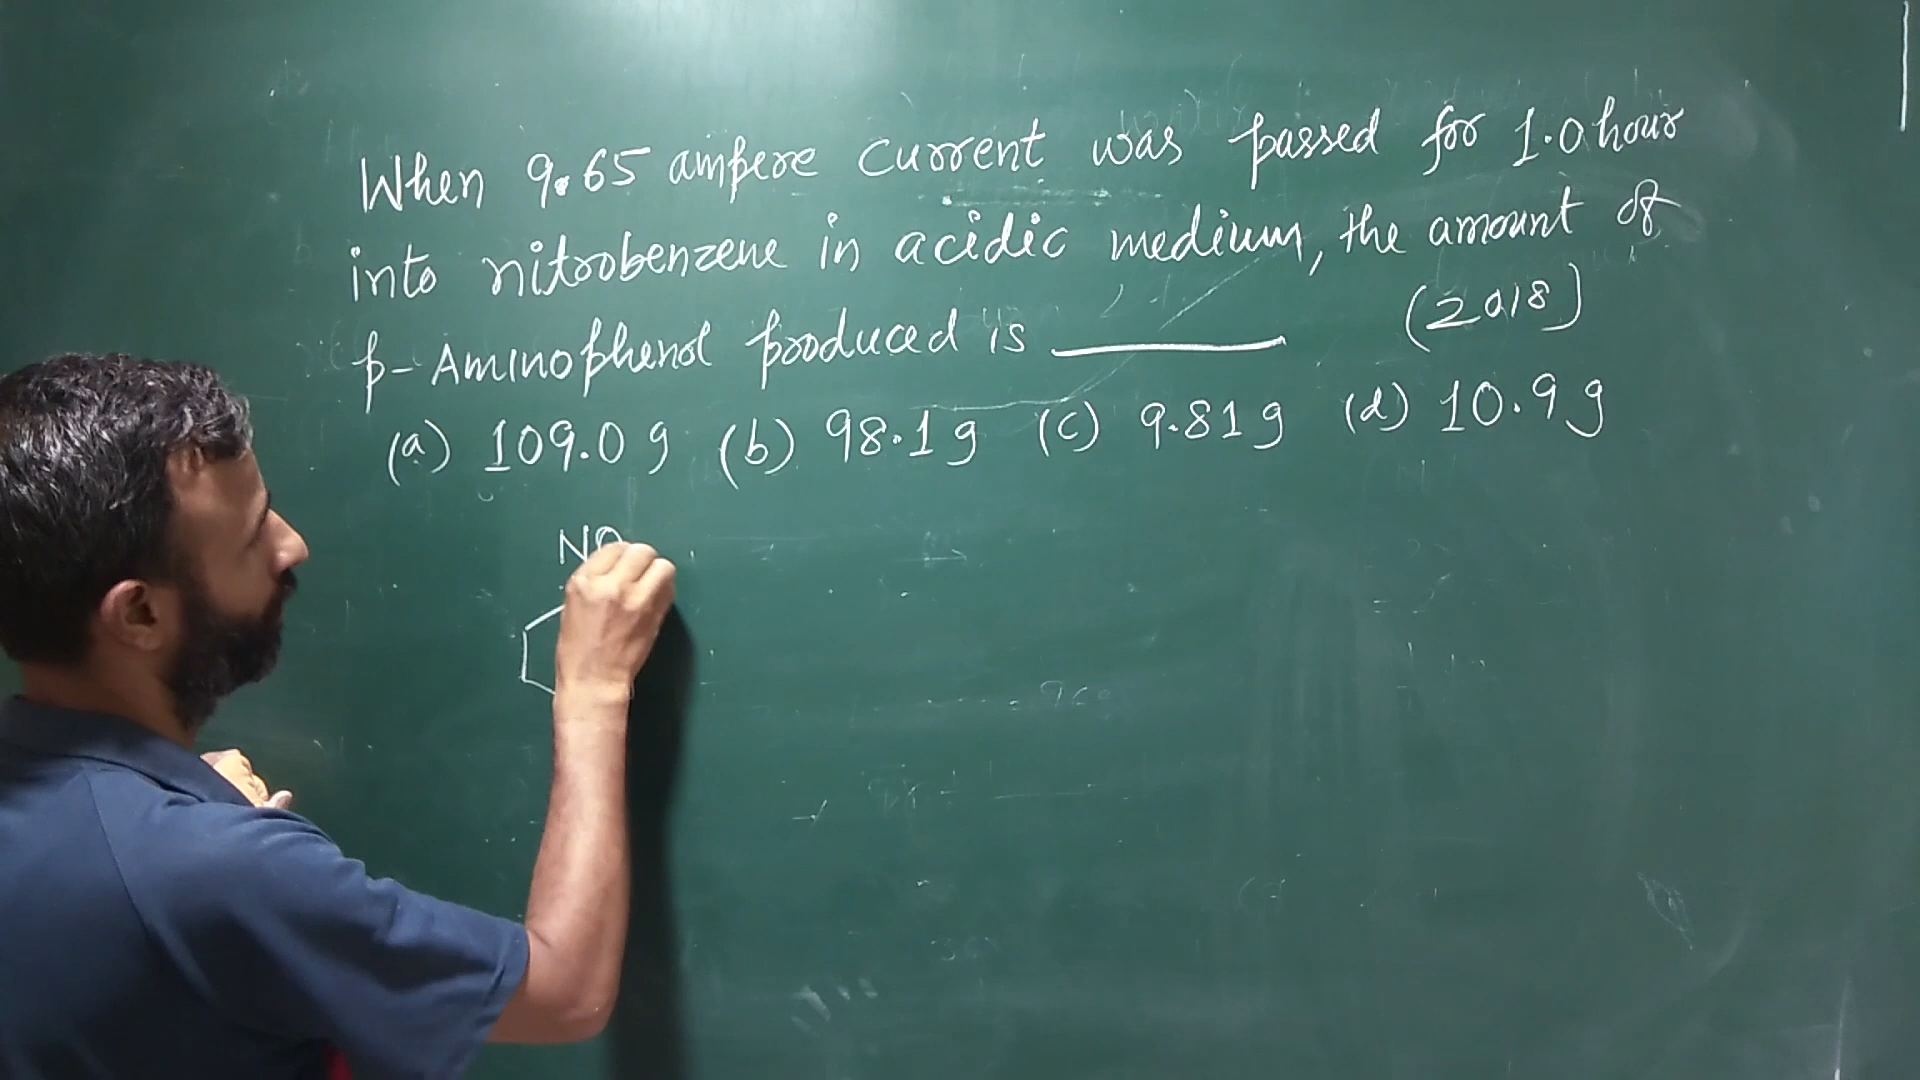 When 9.65 ampere current was passed for 1.0 hour
into nitrobenzene in acidic medium, the amount of
p-Aminophenol produced is ________ (2018)
(a) 109.0 g (b) 98.1 g (c) 9.81 g (d) 10.9 g
NO